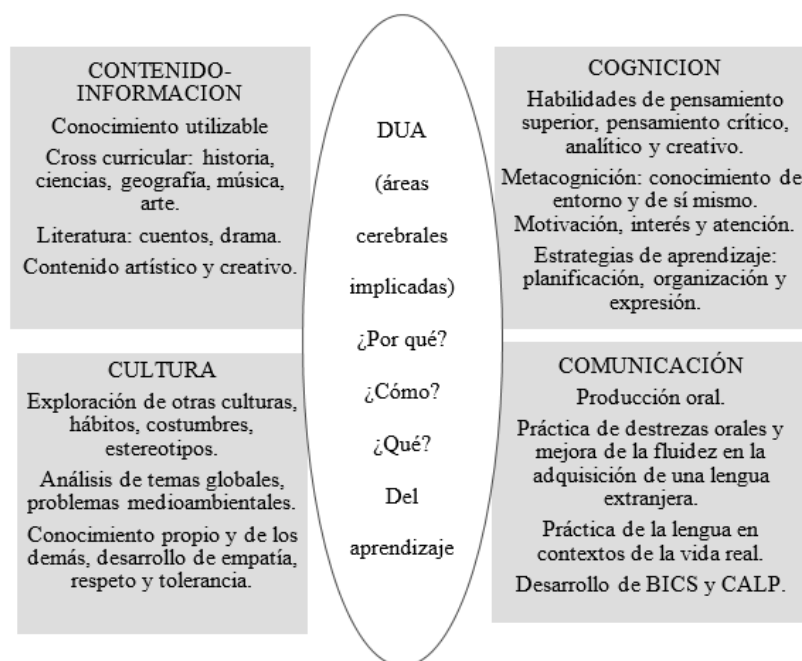 CONTENIDO-
INFORMACION
Conocimiento utilizable
Cross curricular: historia,
ciencias, geografía, música,
arte.
Literatura: cuentos, drama.
Contenido artístico y creativo.
CULTURA
Exploración de otras culturas,
hábitos, costumbres,
estereotipos.
Análisis de temas globales,
problemas medioambientales.
Conocimiento propio y de los
demás, desarrollo de empatía,
respeto y tolerancia.
DUA
(áreas
cerebrales
implicadas)
¿Por qué?
¿Cómo?
¿Qué?
Del
aprendizaje
COGNICION
Habilidades de pensamiento
superior, pensamiento crítico,
analítico y creativo.
Metacognición: conocimiento de
entorno y de sí mismo.
Motivación, interés y atención.
Estrategias de aprendizaje:
planificación, organización y
expresión.
COMUNICACIÓN
Producción oral.
Práctica de destrezas orales y
mejora de la fluidez en la
adquisición de una lengua
extranjera.
Práctica de la lengua en
contextos de la vida real.
Desarrollo de BICS y CALP.